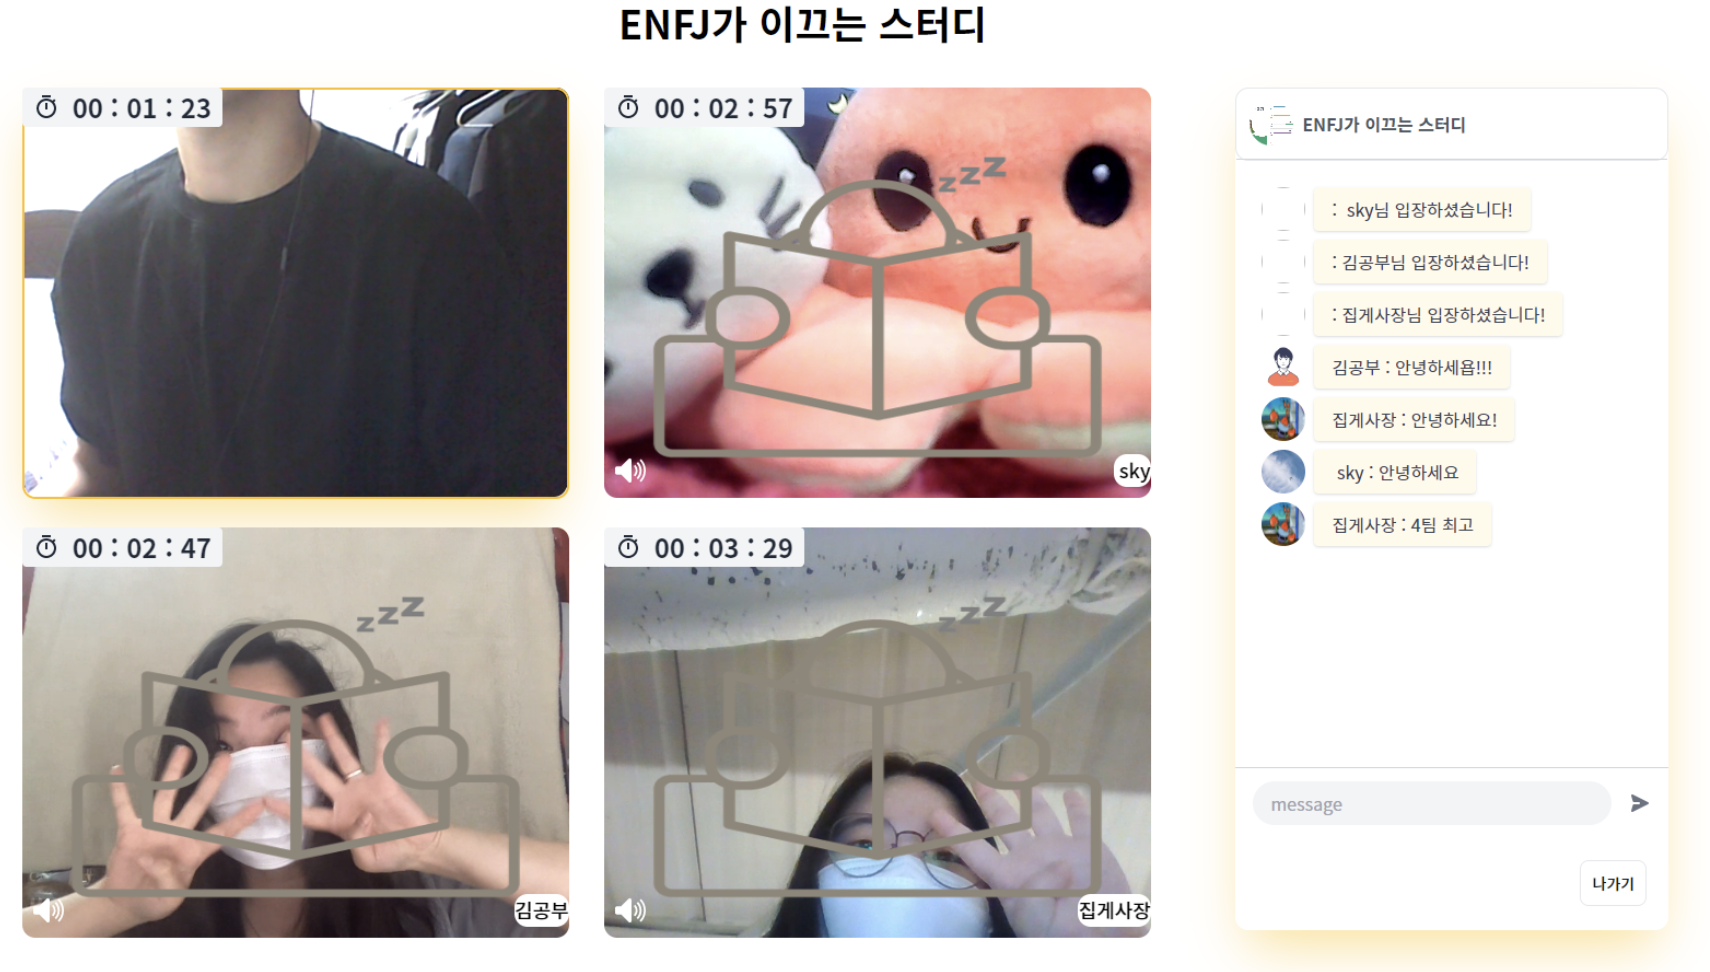 ENFJ가 이끄는 스터디
00 : 01 : 23
00 : 02 : 57
zzz
sky
00 : 02 : 47
zzz
김공부
00 : 03 : 29
zzz
집게사장
ENFJ가 이끄는 스터디
: sky님 입장하셨습니다!
: 김공부님 입장하셨습니다!
: 집게사장님 입장하셨습니다!
김공부 : 안녕하세욥!!!
집게사장 : 안녕하세요!
sky : 안녕하세요
집게사장 : 4팀 최고
message
나가기